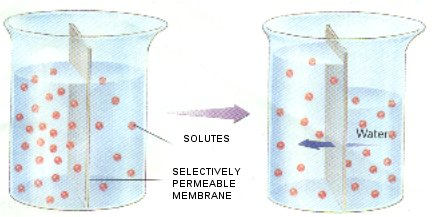 SOLUTES
SELECTIVELY
PERMEABLE
MEMBRANE
Water